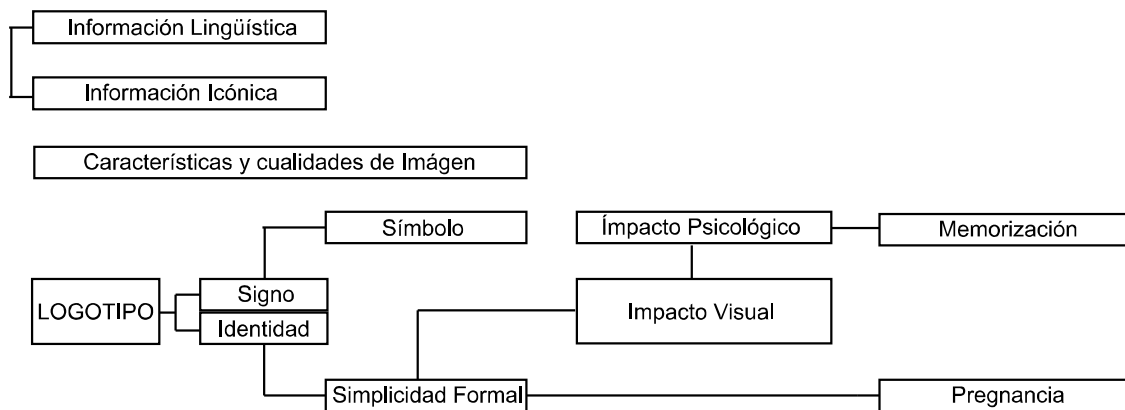 Información Lingüística
Información Icónica
Características y cualidades de Imágen
Símbolo
Ímpacto Psicológico
Memorización
LOGOTIPO
Signo
Identidad
Impacto Visual
Simplicidad Formal
Pregnancia